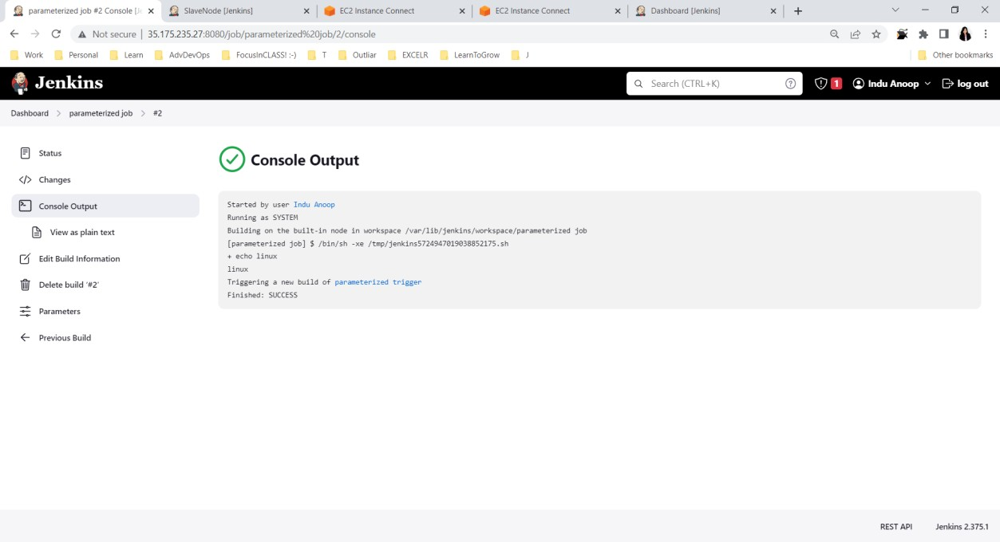 parameterized job #2 Console [Je
SlaveNode [Jenkins]
EC2 Instance Connect
EC2 Instance Connect
Dashboard [Jenkins]
Not secure | 35.175.235.27:8080/job/parameterized%20job/2/console
Work Personal Learn AdvDevOps FocusInCLASS! :-) T Outliar EXCELR LearnToGrow J Other bookmarks
Jenkins Search (CTRL+K) 1 Indu Anoop log out
Dashboard > parameterized job > #2
Status
Changes
Console Output
View as plain text
Edit Build Information
Delete build '#2'
Parameters
Previous Build
Console Output
Started by user Indu Anoop
Running as SYSTEM
Building on the built-in node in workspace /var/lib/jenkins/workspace/parameterized job
[parameterized job] $ /bin/sh -xe /tmp/jenkins5724947019038852175.sh
+ echo linux
linux
Triggering a new build of parameterized trigger
Finished: SUCCESS
REST API Jenkins 2.375.1